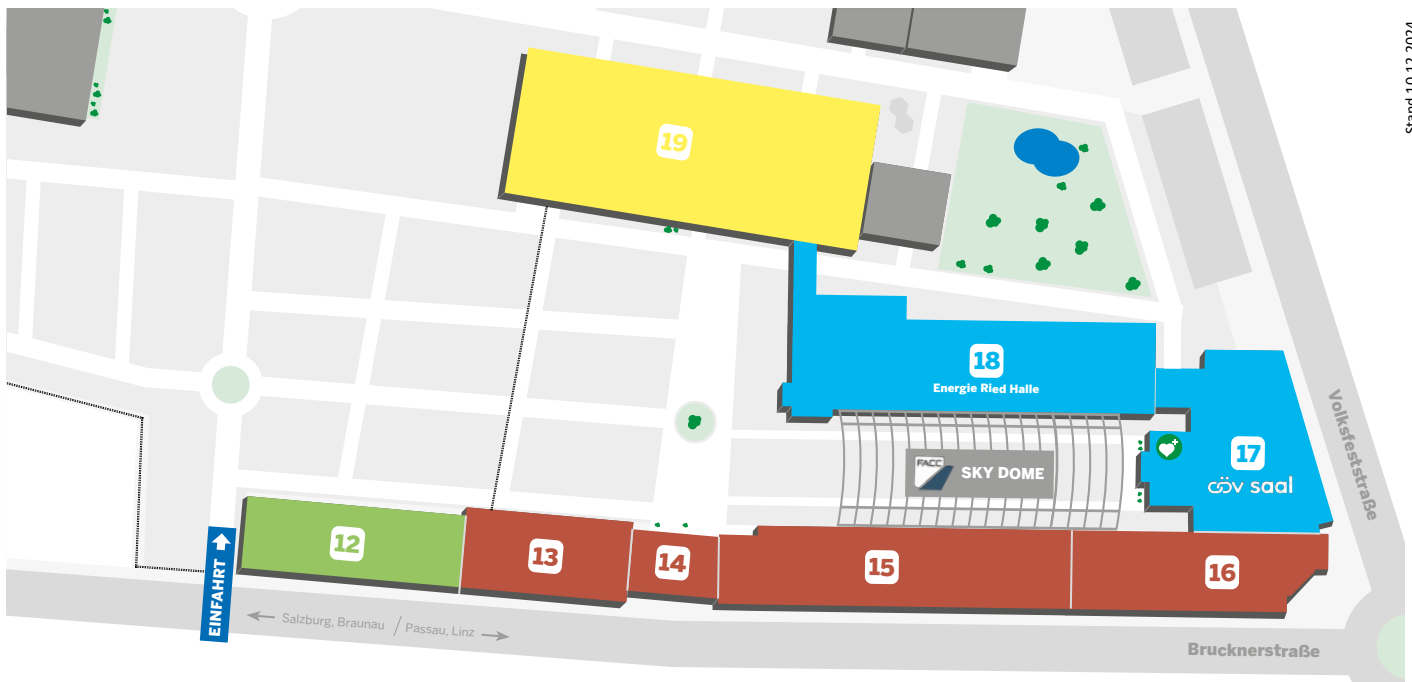 Stand 10.12.2024
19
18
Energie Ried Halle
17
cöv saal
FACC
SKY DOME
Volksfeststraße
12
13
14
15
16
EINFAHRT
Salzburg, Braunau / Passau, Linz
Brucknerstraße